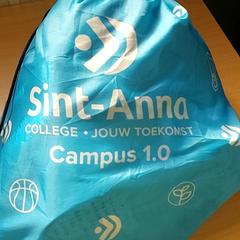 Sint-Anna
COLLEGE • JOUW TOEKOMST
Campus 1.0